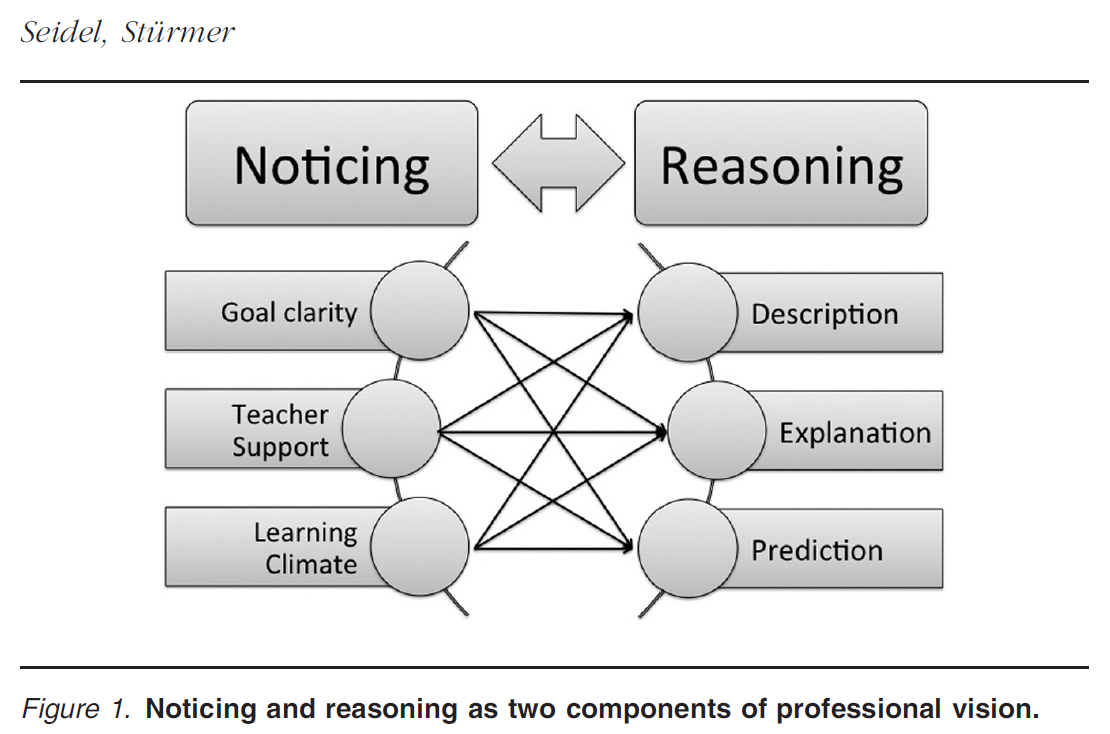 Seidel, Stürmer
Noticing
Reasoning
Goal clarity
Teacher
Support
Learning
Climate
Description
Explanation
Prediction
Figure 1. Noticing and reasoning as two components of professional vision.